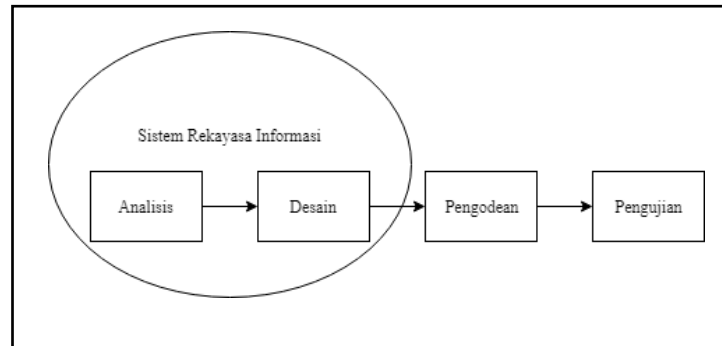 Sistem Rekayasa Informasi
Analisis
Desain
Pengodean
Pengujian